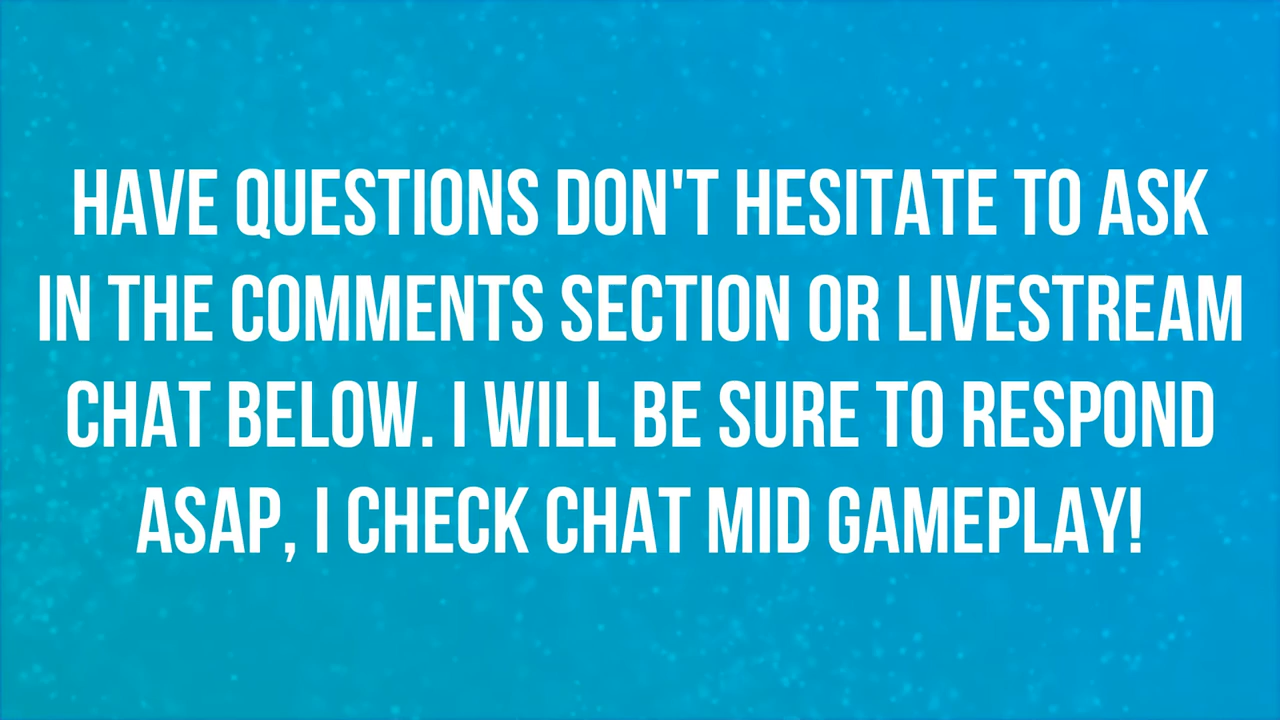 HAVE QUESTIONS DON'T HESITATE TO ASK
IN THE COMMENTS SECTION OR LIVESTREAM
CHAT BELOW. I WILL BE SURE TO RESPOND
ASAP, I CHECK CHAT MID GAMEPLAY!